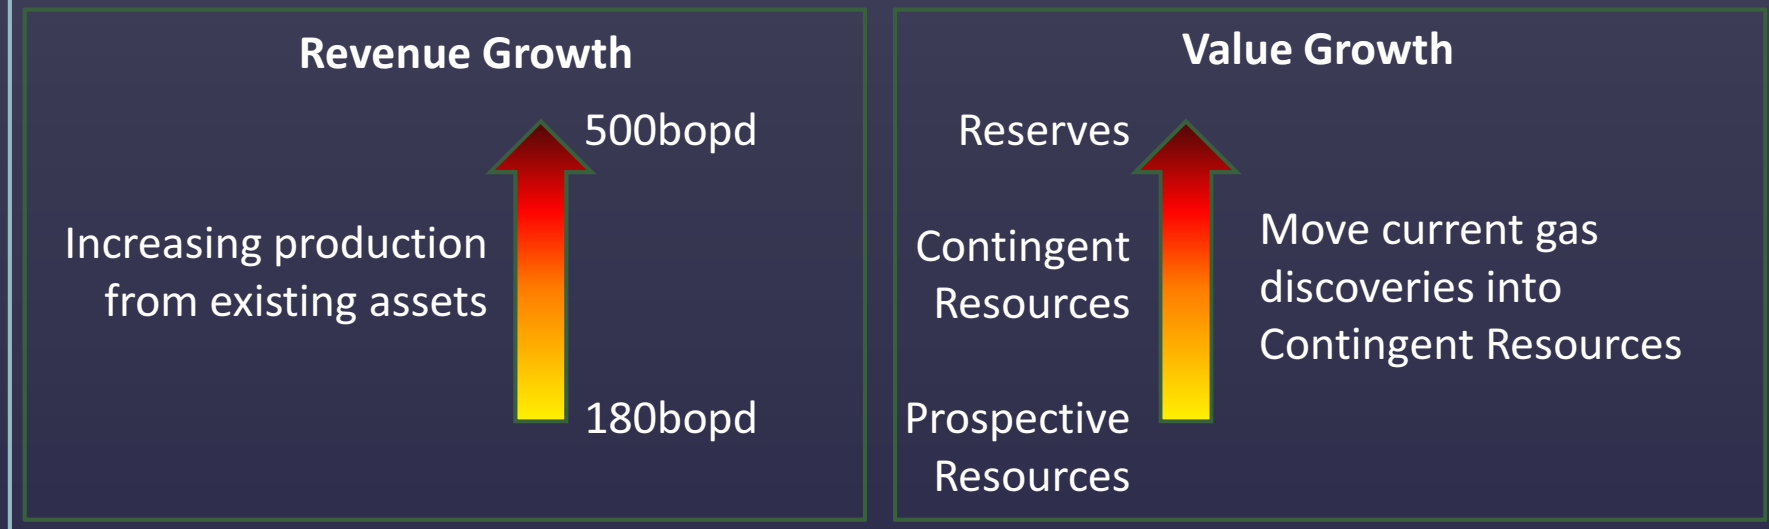 Revenue Growth
500bopd
Increasing production
from existing assets
180bopd
Value Growth
Reserves
Contingent
Resources
Move current gas
discoveries into
Contingent Resources
Prospective
Resources